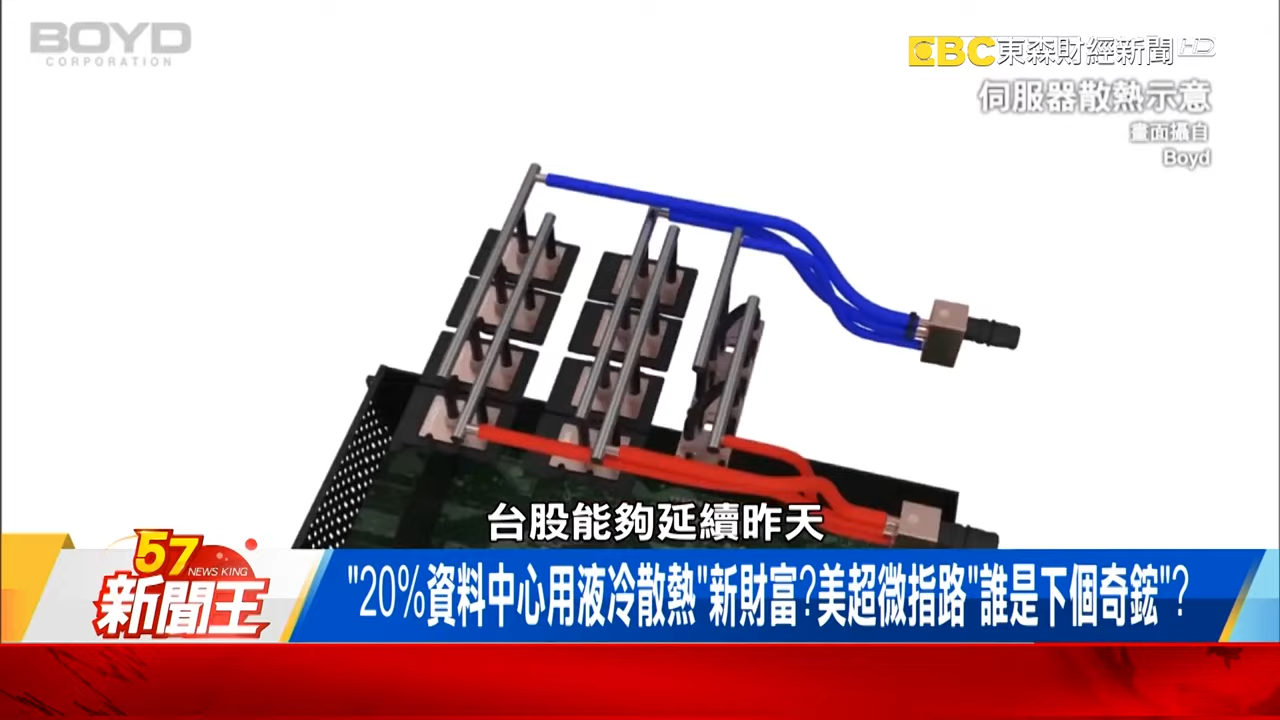 BOYD
CORPORATION
EBC東森財經新聞HD
伺服器散熱示意
畫面攝自
Boyd
台股能夠延續昨天
57
NEWS KING
新聞王
"20%資料中心用液冷散熱"新財富?美超微指路"誰是下個奇鋐"?